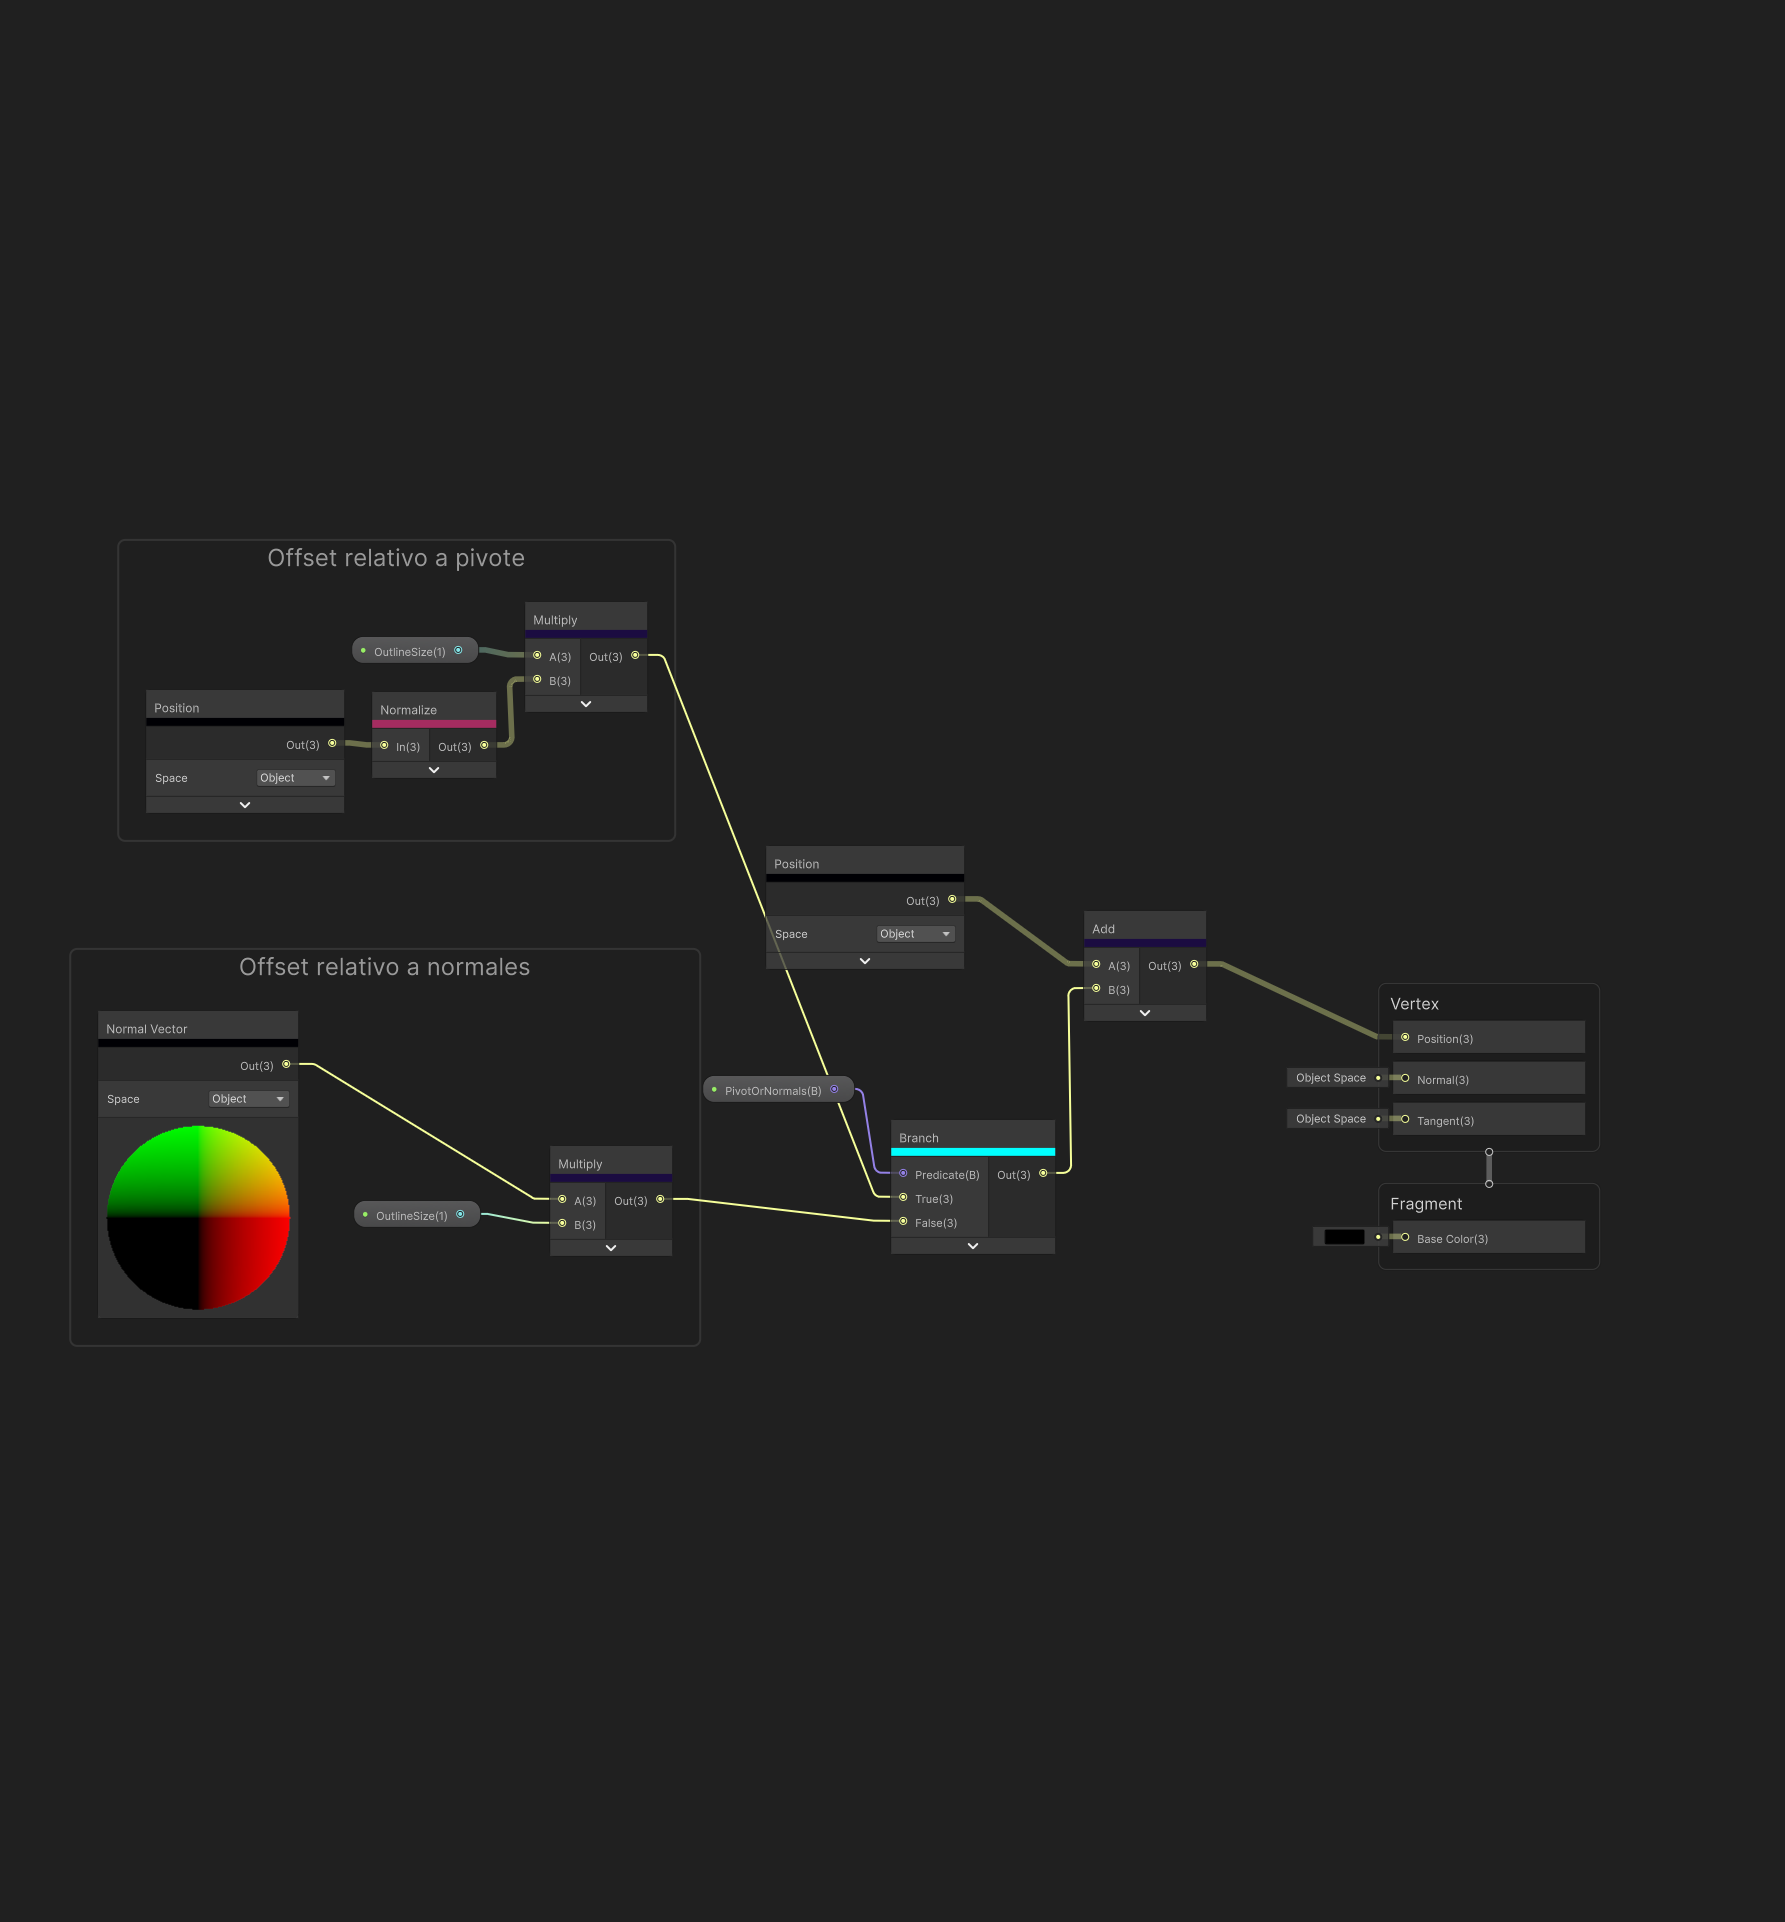 Offset relativo a pivote
Multiply
OutlineSize(1)
A(3)
Out(3)
B(3)
Position
Out(3)
Space
Object
Normalize
In(3)
Out(3)
Position
Out(3)
Space
Object
Add
A(3)
Out(3)
B(3)
Offset relativo a normales
Normal Vector
Out(3)
Space
Object
Multiply
A(3)
Out(3)
B(3)
OutlineSize(1)
PivotOrNormals(B)
Branch
Predicate(B)
Out(3)
True(3)
False(3)
Vertex
Position(3)
Object Space
Normal(3)
Object Space
Tangent(3)
Fragment
Base Color(3)